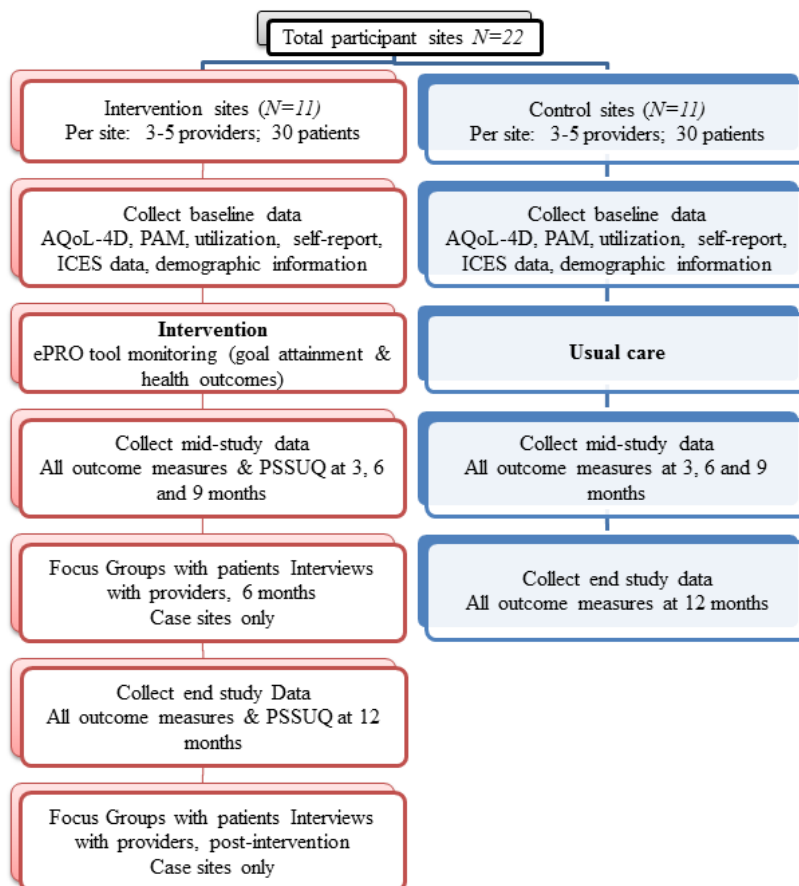 Total participant sites N=22
Intervention sites (N=11)
Per site: 3-5 providers; 30 patients
Collect baseline data
AQoL-4D, PAM, utilization, self-report,
ICES data, demographic information
Intervention
ePRO tool monitoring (goal attainment &
health outcomes)
Collect mid-study data
All outcome measures & PSSUQ at 3, 6
and 9 months
Focus Groups with patients Interviews
with providers, 6 months
Case sites only
Collect end study Data
All outcome measures & PSSUQ at 12
months
Focus Groups with patients Interviews
with providers, post-intervention
Case sites only
Control sites (N=11)
Per site: 3-5 providers; 30 patients
Collect baseline data
AQoL-4D, PAM, utilization, self-report,
ICES data, demographic information
Usual care
Collect mid-study data
All outcome measures at 3, 6 and 9
months
Collect end study data
All outcome measures at 12 months